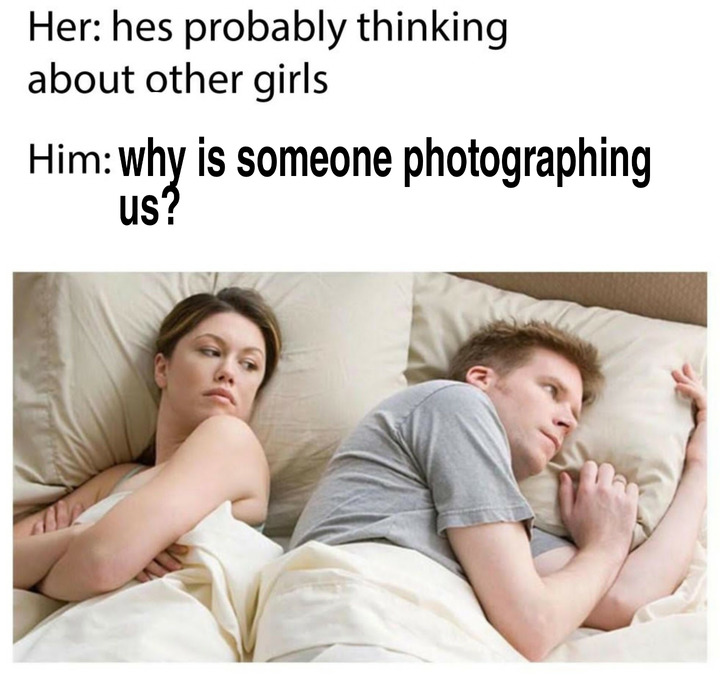 Her: hes probably thinking
about other girls
Him: why is someone photographing
us?